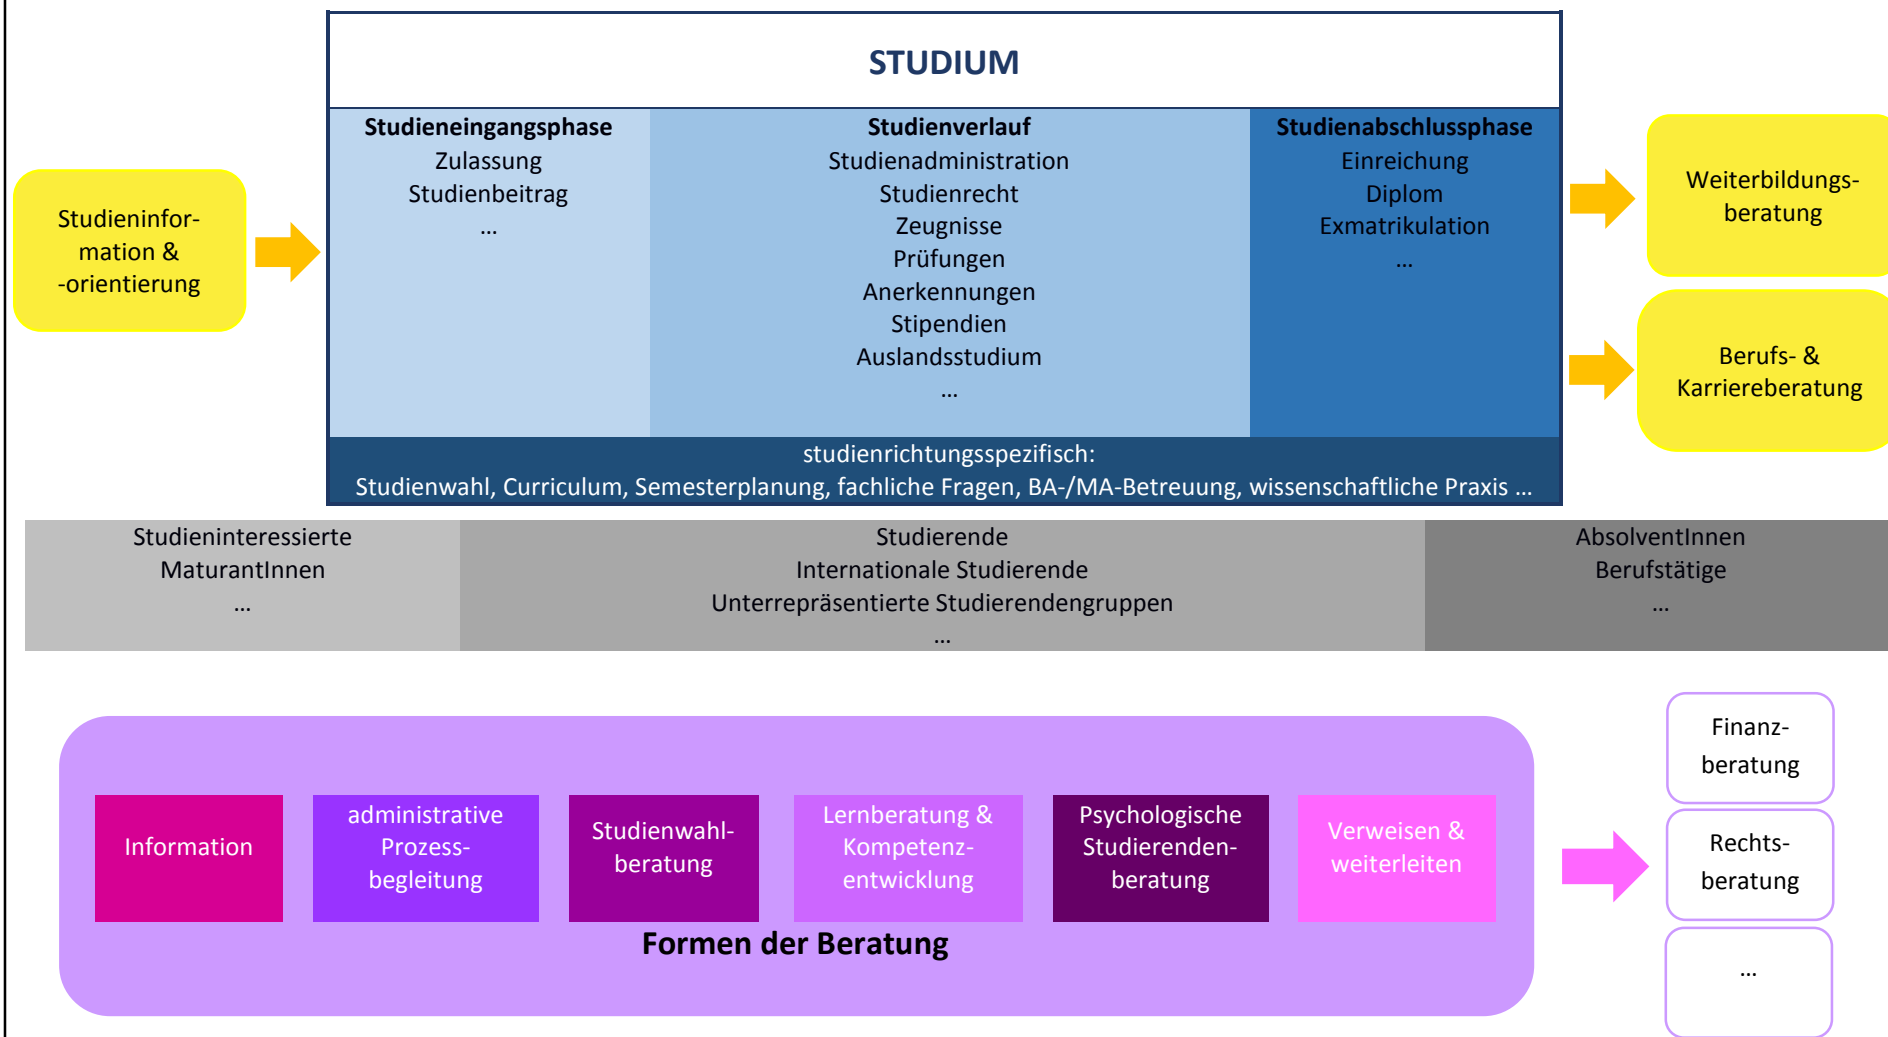 STUDIUM
Studieninfor-
mation &
-orientierung
Studieneingangsphase
Zulassung
Studienbeitrag
...
Studienverlauf
Studienadministration
Studienrecht
Zeugnisse
Prüfungen
Anerkennungen
Stipendien
Auslandsstudium
...
Studienabschlussphase
Einreichung
Diplom
Exmatrikulation
...
Weiterbildungs-
beratung
Berufs- &
Karriereberatung
studienrichtungsspezifisch:
Studienwahl, Curriculum, Semesterplanung, fachliche Fragen, BA-/MA-Betreuung, wissenschaftliche Praxis ...
Studieninteressierte
MaturantInnen
...
Studierende
Internationale Studierende
Unterrepräsentierte Studierendengruppen
...
AbsolventInnen
Berufstätige
...
Information
administrative
Prozess-
begleitung
Studienwahl-
beratung
Lernberatung &
Kompetenz-
entwicklung
Psychologische
Studierenden-
beratung
Verweisen &
weiterleiten
Formen der Beratung
Finanz-
beratung
Rechts-
beratung
...